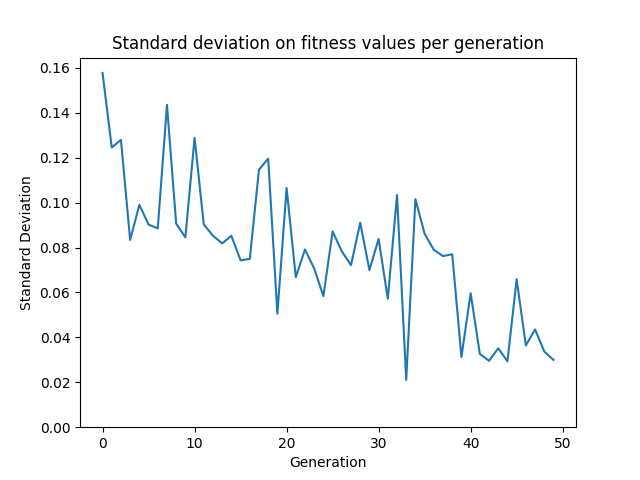 Standard deviation on fitness values per generation
0.16
0.14
0.12
0.10
0.08
0.06
0.04
0.02
0.00
Standard Deviation
0 10 20 30 40 50
Generation